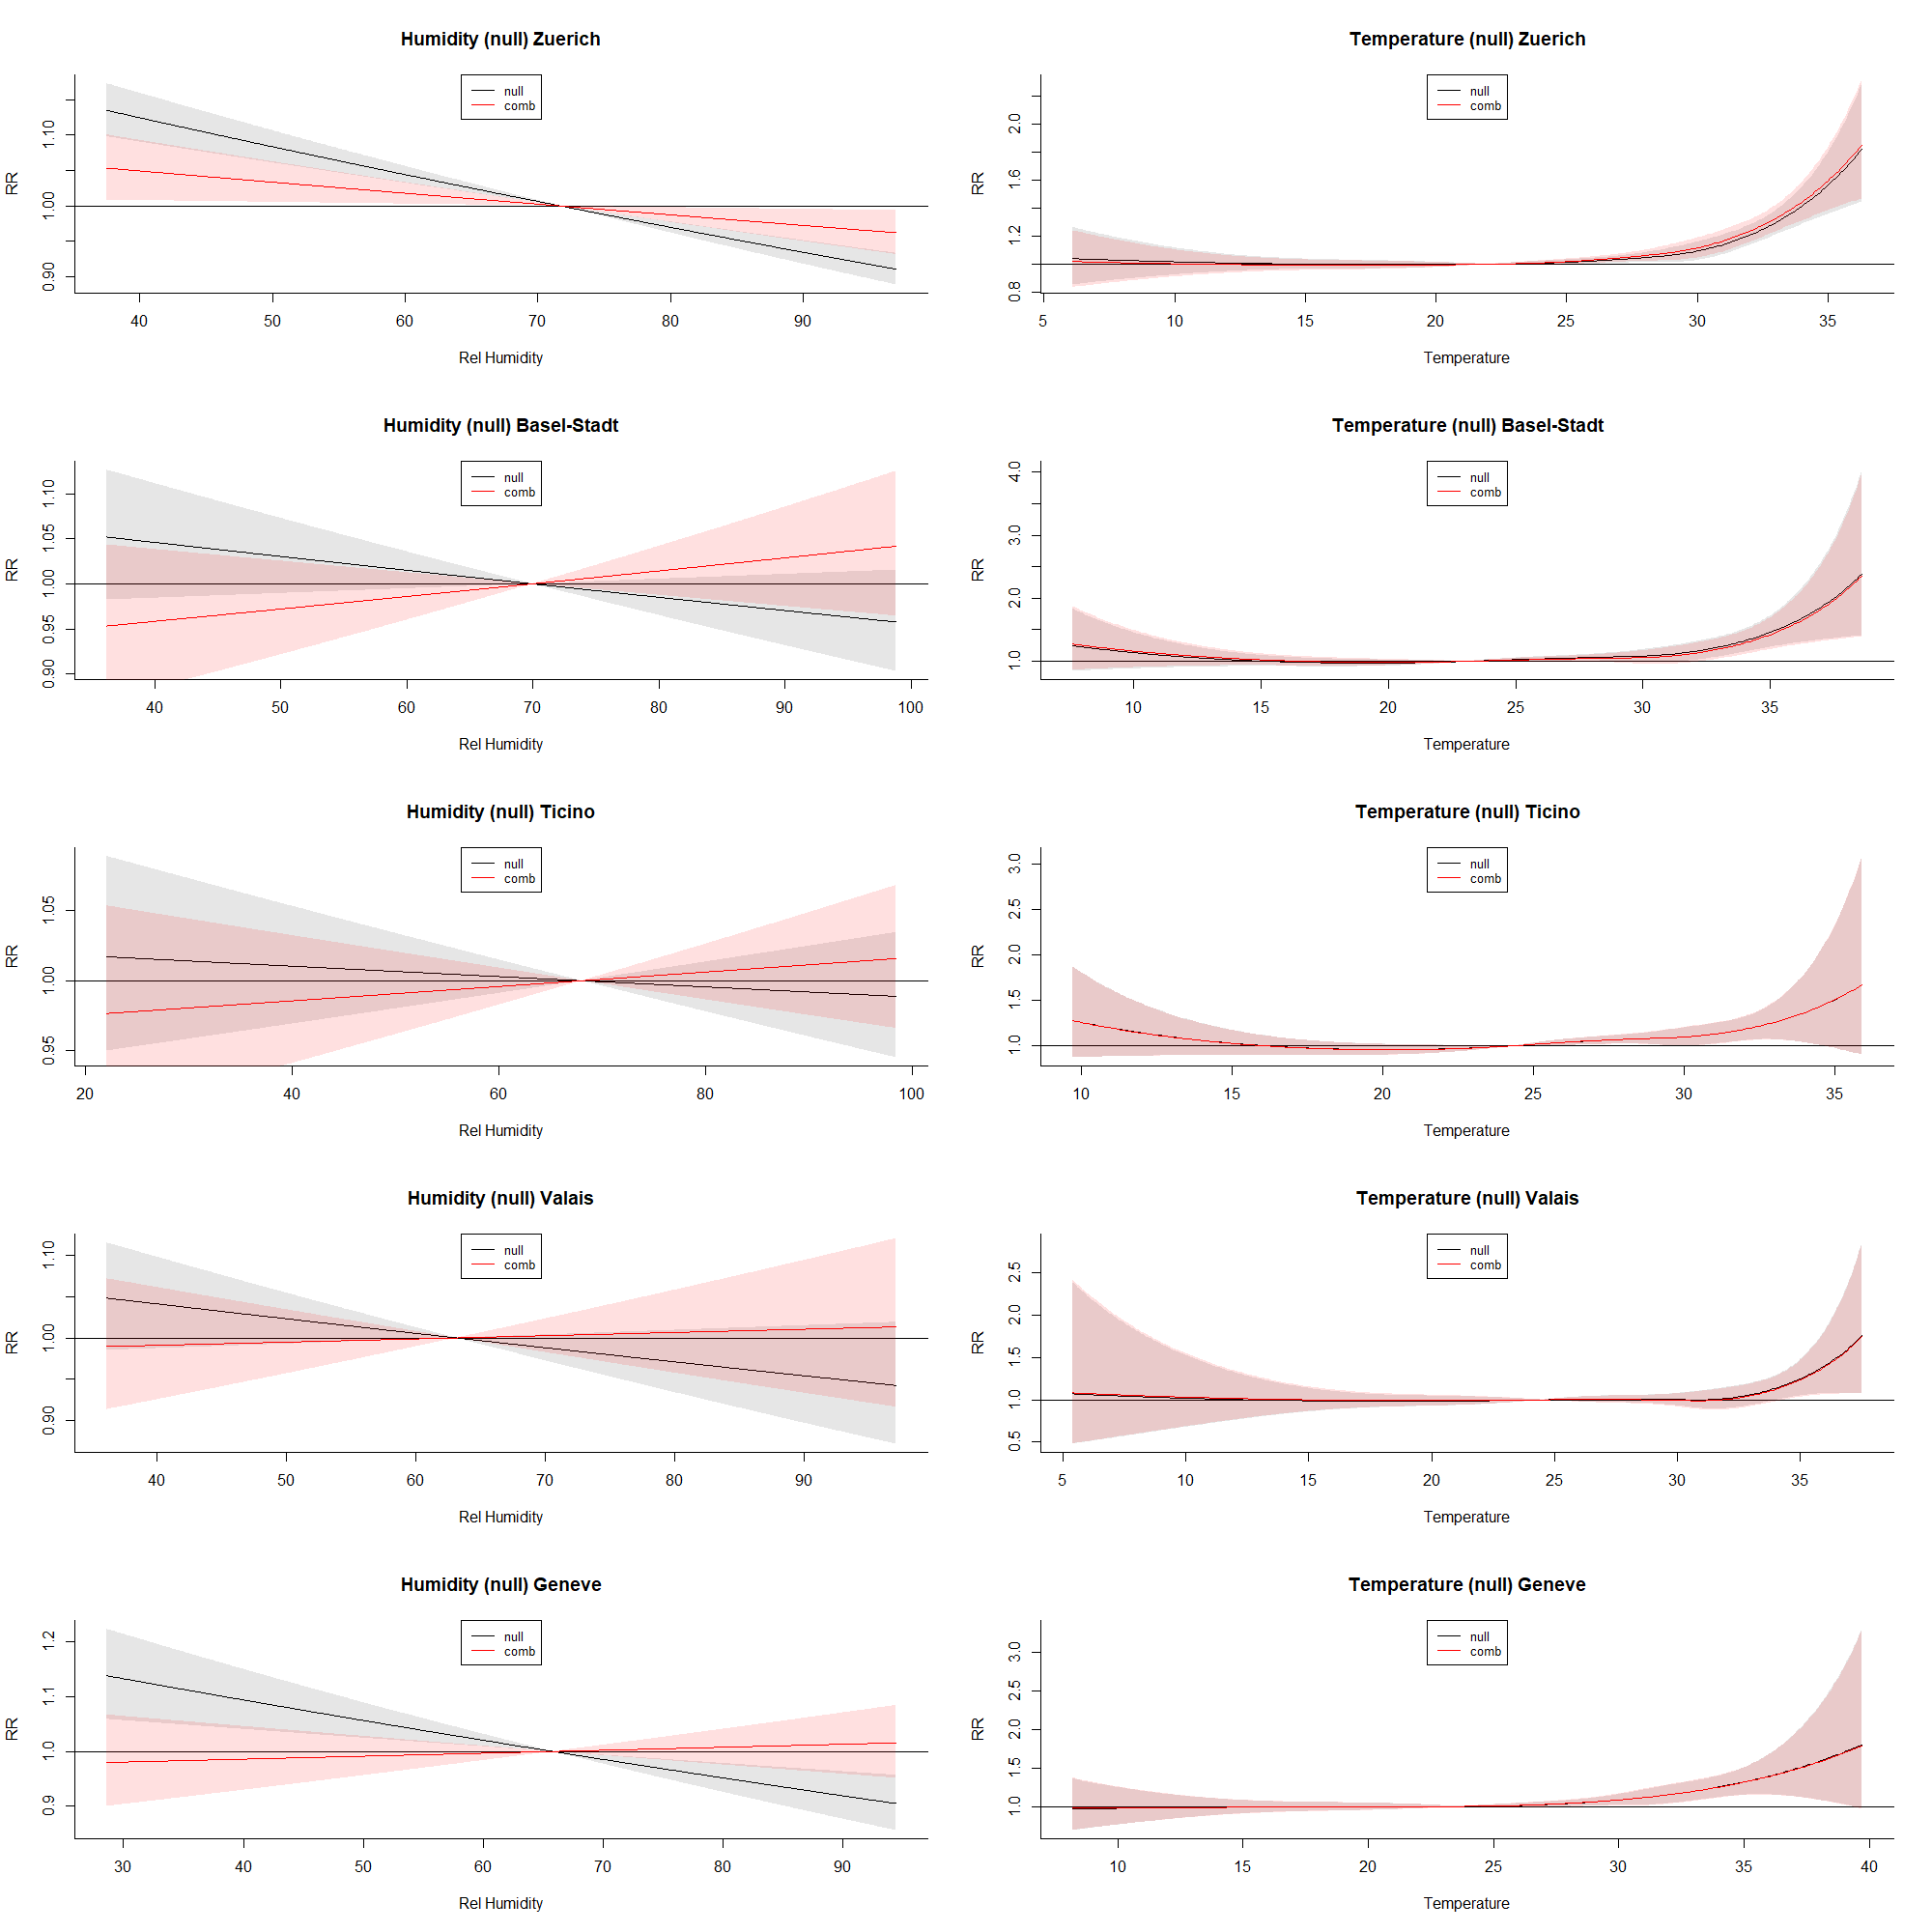 Humidity (null) Zuerich
null
comb
RR
0.90 1.00 1.10
40 50 60 70 80 90
Rel Humidity
Temperature (null) Zuerich
null
comb
RR
0.8 1.2 1.6 2.0
5 10 15 20 25 30 35
Temperature
Humidity (null) Basel-Stadt
null
comb
RR
0.90 0.95 1.00 1.05 1.10
40 50 60 70 80 90 100
Rel Humidity
Temperature (null) Basel-Stadt
null
comb
RR
1.0 2.0 3.0 4.0
10 15 20 25 30 35
Temperature
Humidity (null) Ticino
null
comb
RR
0.95 1.00 1.05
20 40 60 80 100
Rel Humidity
Temperature (null) Ticino
null
comb
RR
1.0 1.5 2.0 2.5 3.0
10 15 20 25 30 35
Temperature
Humidity (null) Valais
null
comb
RR
0.90 1.00 1.10
40 50 60 70 80 90
Rel Humidity
Temperature (null) Valais
null
comb
RR
0.5 1.0 1.5 2.0 2.5
5 10 15 20 25 30 35
Temperature
Humidity (null) Geneve
null
comb
RR
0.9 1.0 1.1 1.2
30 40 50 60 70 80 90
Rel Humidity
Temperature (null) Geneve
null
comb
RR
1.0 1.5 2.0 2.5 3.0
10 15 20 25 30 35 40
Temperature